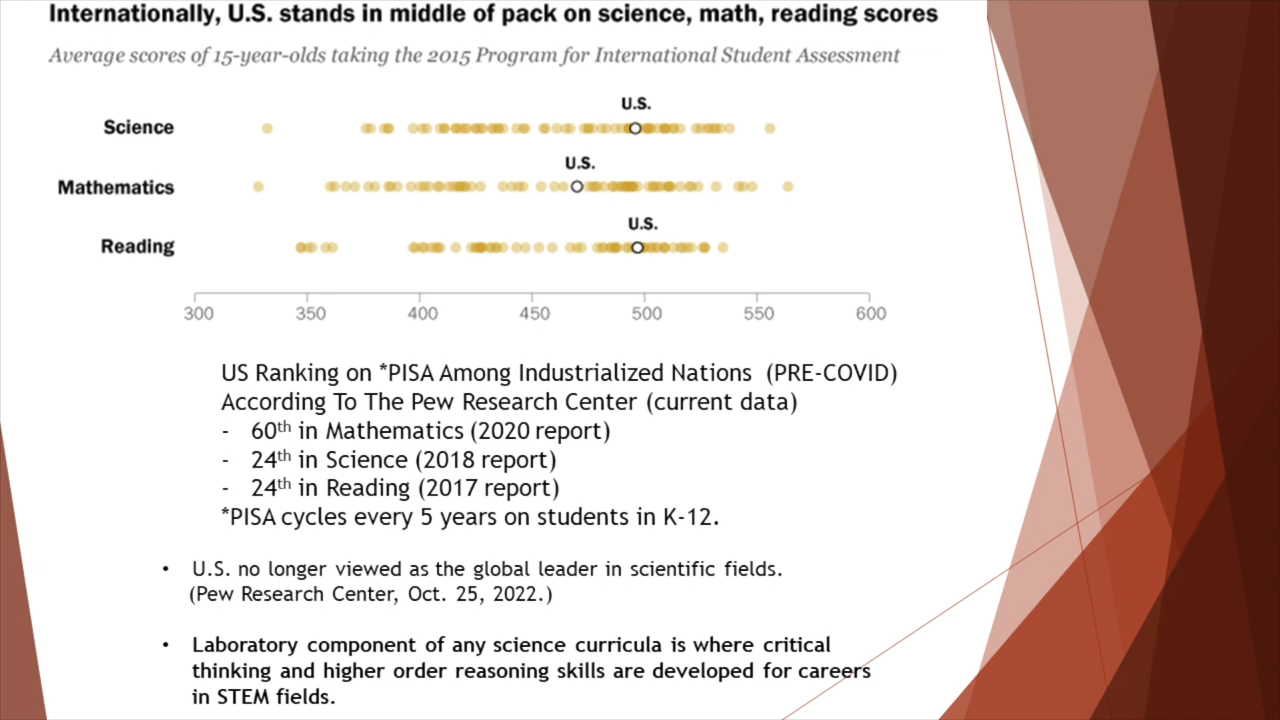 Internationally, U.S. stands in middle of pack on science, math, reading scores
Average scores of 15-year-olds taking the 2015 Program for International Student Assessment
U.S.
Science
U.S.
Mathematics
U.S.
Reading
300 350 400 450 500 550 600
US Ranking on *PISA Among Industrialized Nations (PRE-COVID)
According To The Pew Research Center (current data)
- 60th in Mathematics (2020 report)
- 24th in Science (2018 report)
- 24th in Reading (2017 report)
*PISA cycles every 5 years on students in K-12.
• U.S. no longer viewed as the global leader in scientific fields.
(Pew Research Center, Oct. 25, 2022.)
• Laboratory component of any science curricula is where critical
thinking and higher order reasoning skills are developed for careers
in STEM fields.